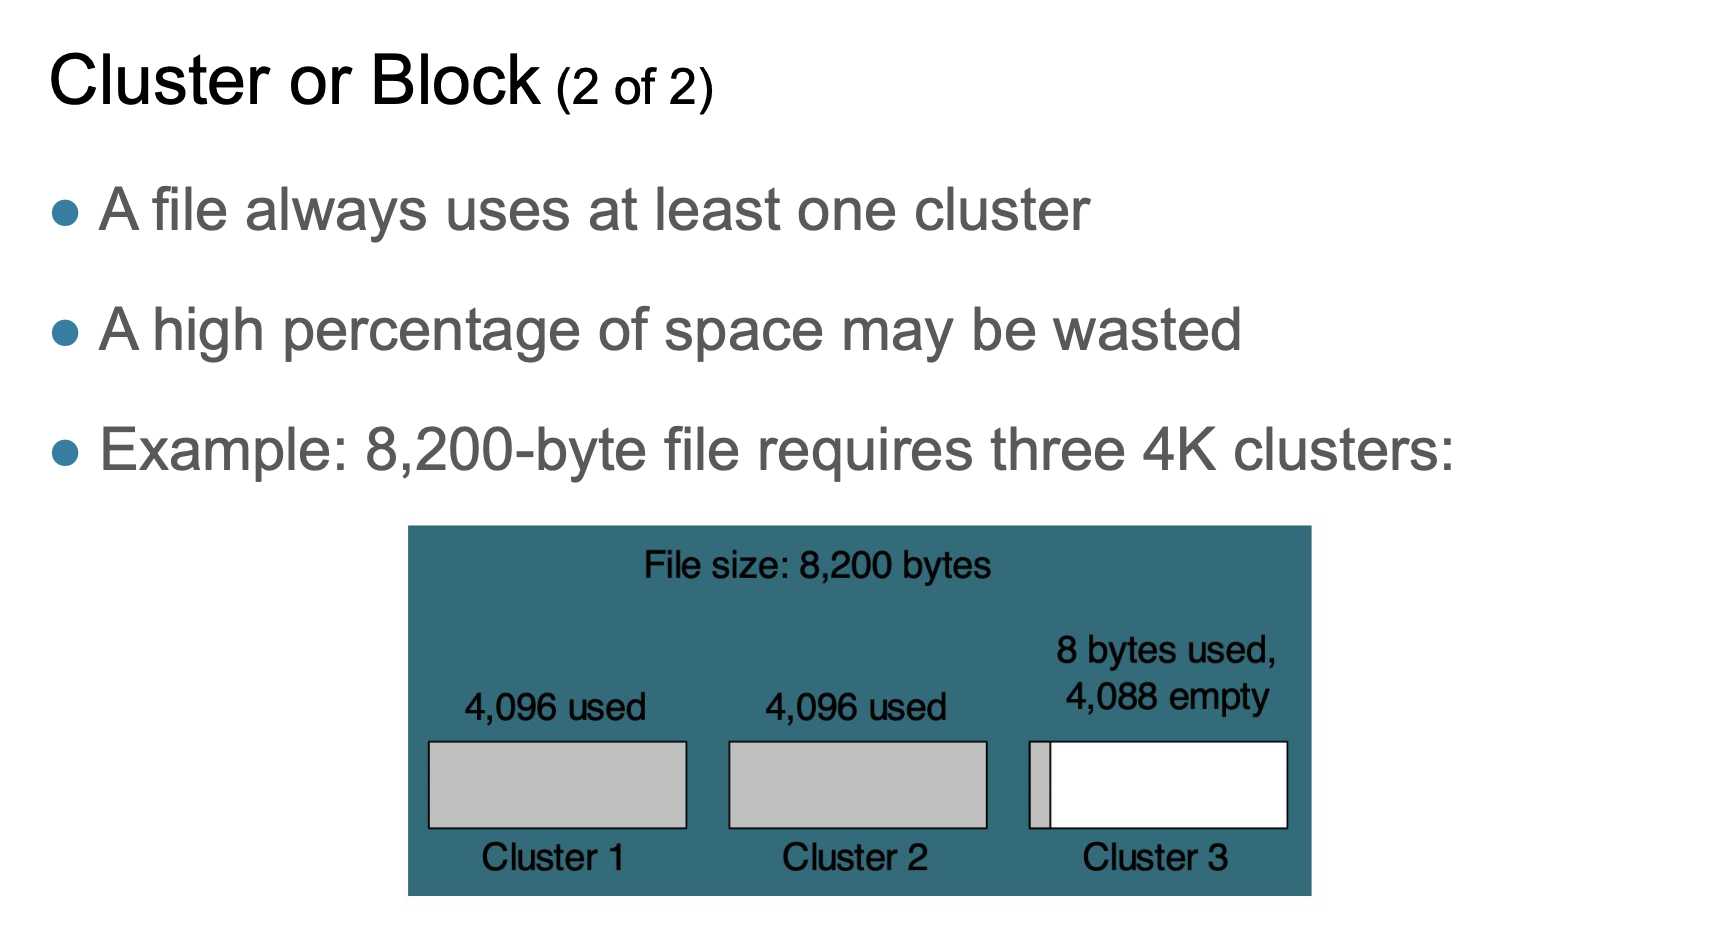 Cluster or Block (2 of 2)
● A file always uses at least one cluster
● A high percentage of space may be wasted
● Example: 8,200-byte file requires three 4K clusters:
File size: 8,200 bytes
4,096 used
4,096 used
8 bytes used,
4,088 empty
Cluster 1
Cluster 2
Cluster 3